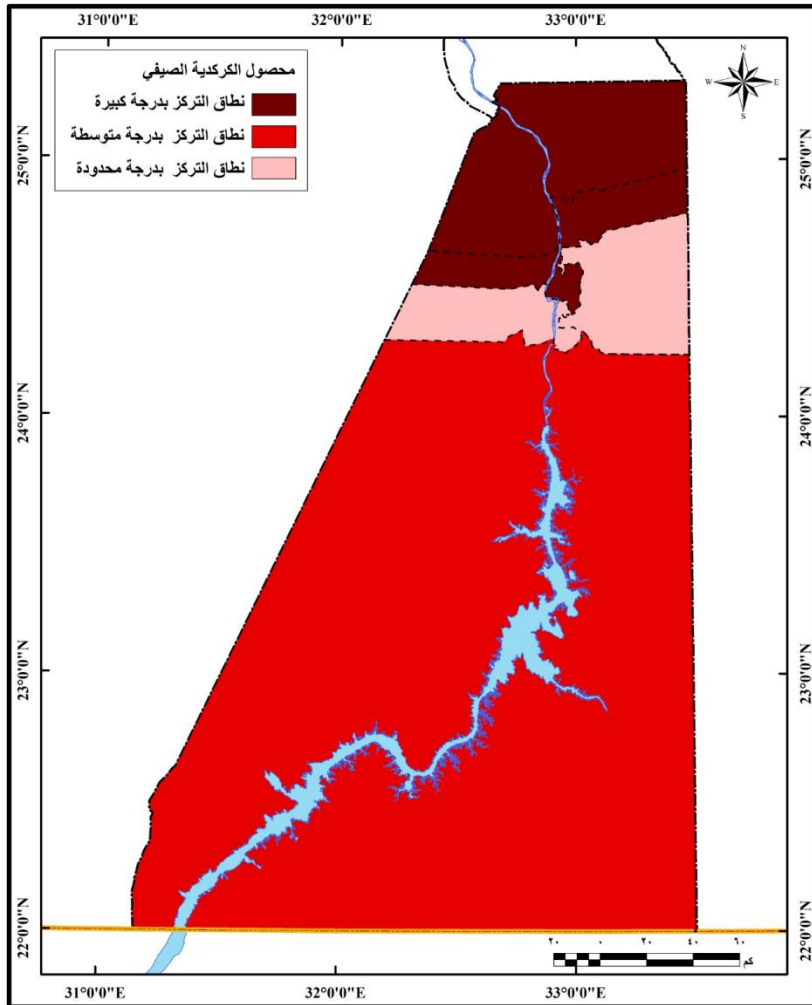 31°0'0"E 32°0'0"E 33°0'0"E
محصول الكركدية الصيفي
نطاق التركز بدرجة كبيرة
نطاق التركز بدرجة متوسطة
نطاق التركز بدرجة محدودة
N
W E
S
25°0'0"N 25°0'0"N
24°0'0"N 24°0'0"N
23°0'0"N 23°0'0"N
22°0'0"N 22°0'0"N
٢٠ ٠ ٢٠ ٤٠ ٦٠
كم
31°0'0"E 32°0'0"E 33°0'0"E